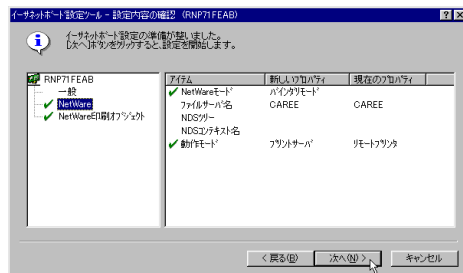 イーサネットボード設定ツール - 設定内容の確認 (RNP71FEAB)
イーサネットボード設定の準備が整いました。
[次へ]ボタンをクリックすると、設定を開始します。
RNP71FEAB
一般
NetWare
NetWare印刷オブジェクト
アイテム 新しいプロパティ 現在のプロパティ
NetWareモード バインダリモード
ファイルサーバ名 CAREE CAREE
NDSツリー
NDSコンテキスト名
動作モード プリントサーバ リモートプリンタ
< 戻る(B) 次へ(N) > キャンセル